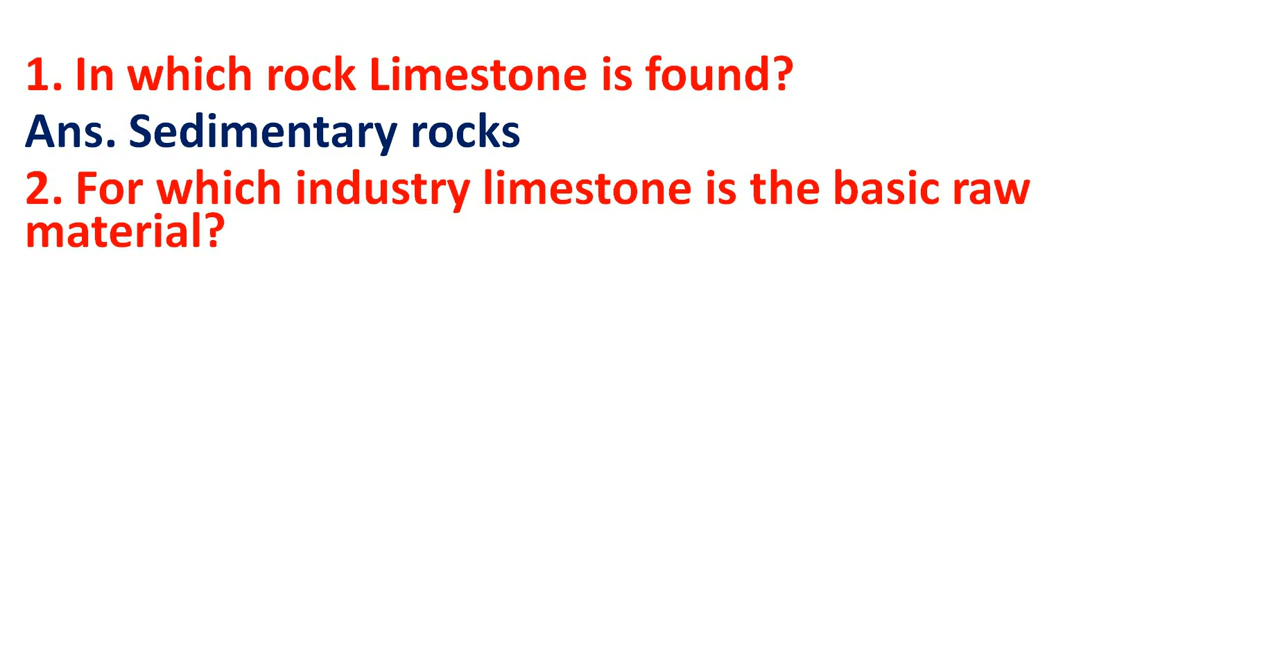 1. In which rock Limestone is found?
Ans. Sedimentary rocks
2. For which industry limestone is the basic raw
material?